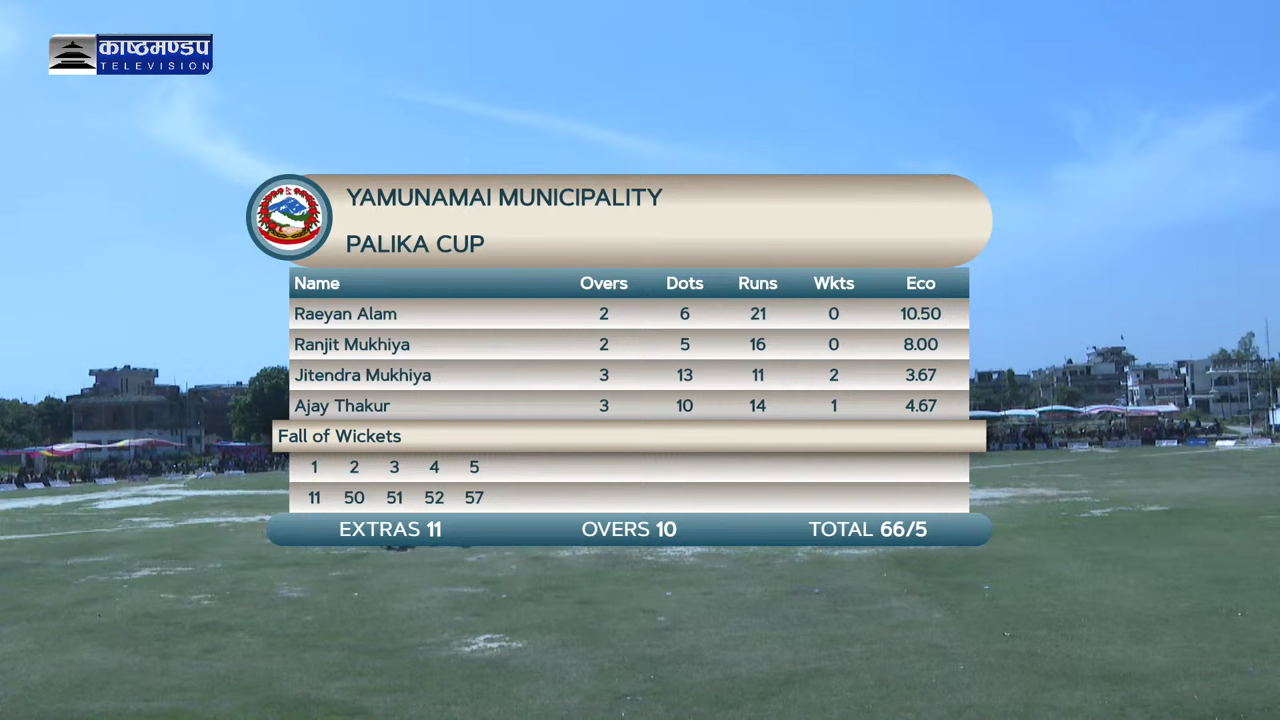 काष्ठमण्डप
TELEVISION
YAMUNAMAI MUNICIPALITY
PALIKA CUP
Name Overs Dots Runs Wkts Eco
Raeyan Alam 2 6 21 0 10.50
Ranjit Mukhiya 2 5 16 0 8.00
Jitendra Mukhiya 3 13 11 2 3.67
Ajay Thakur 3 10 14 1 4.67
Fall of Wickets
1 2 3 4 5
11 50 51 52 57
EXTRAS 11 OVERS 10 TOTAL 66/5